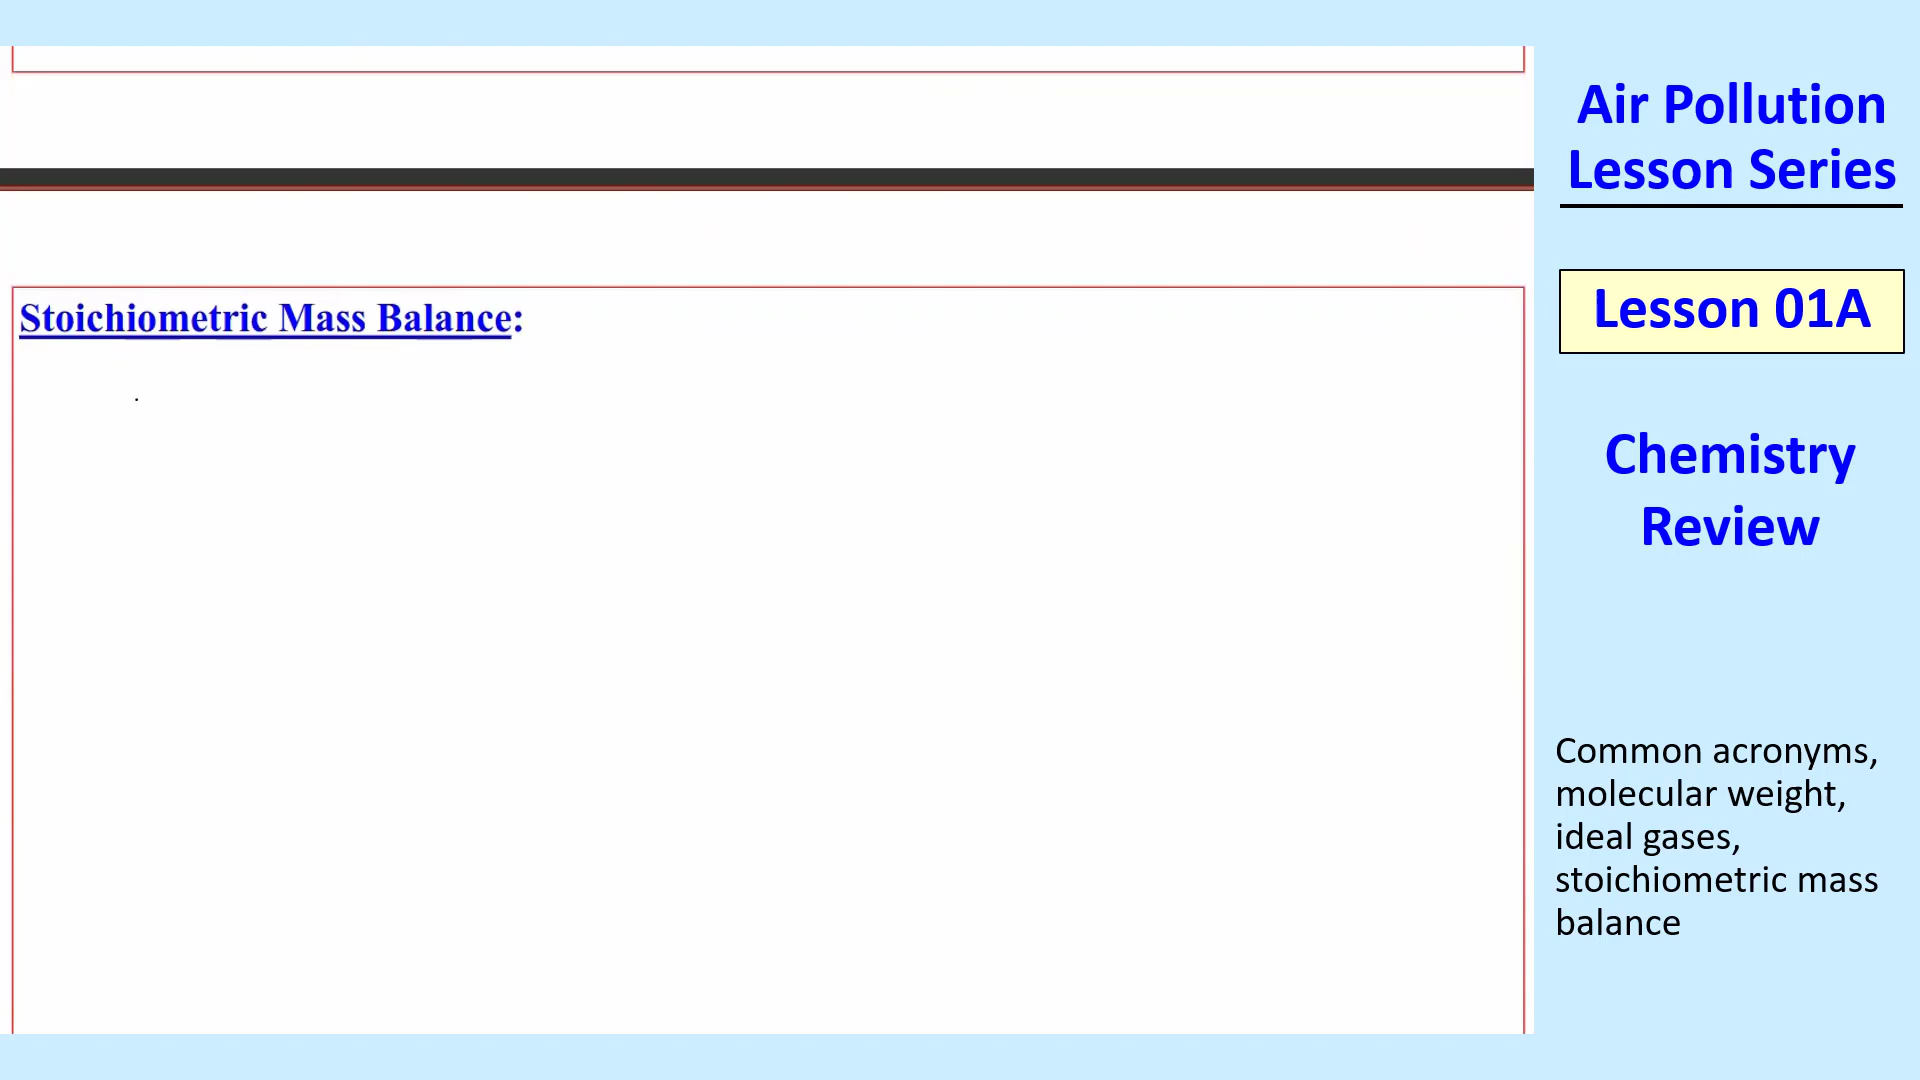 Stoichiometric Mass Balance:
Air Pollution
Lesson Series
Lesson 01A
Chemistry
Review
Common acronyms,
molecular weight,
ideal gases,
stoichiometric mass
balance